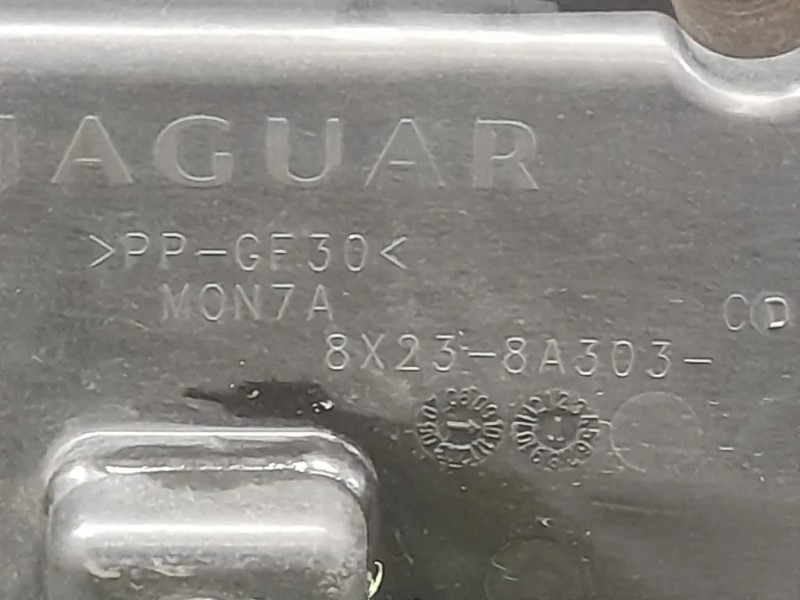 JAGUAR
>PP-GF30<
MON7A
CD
8X23-8A303-